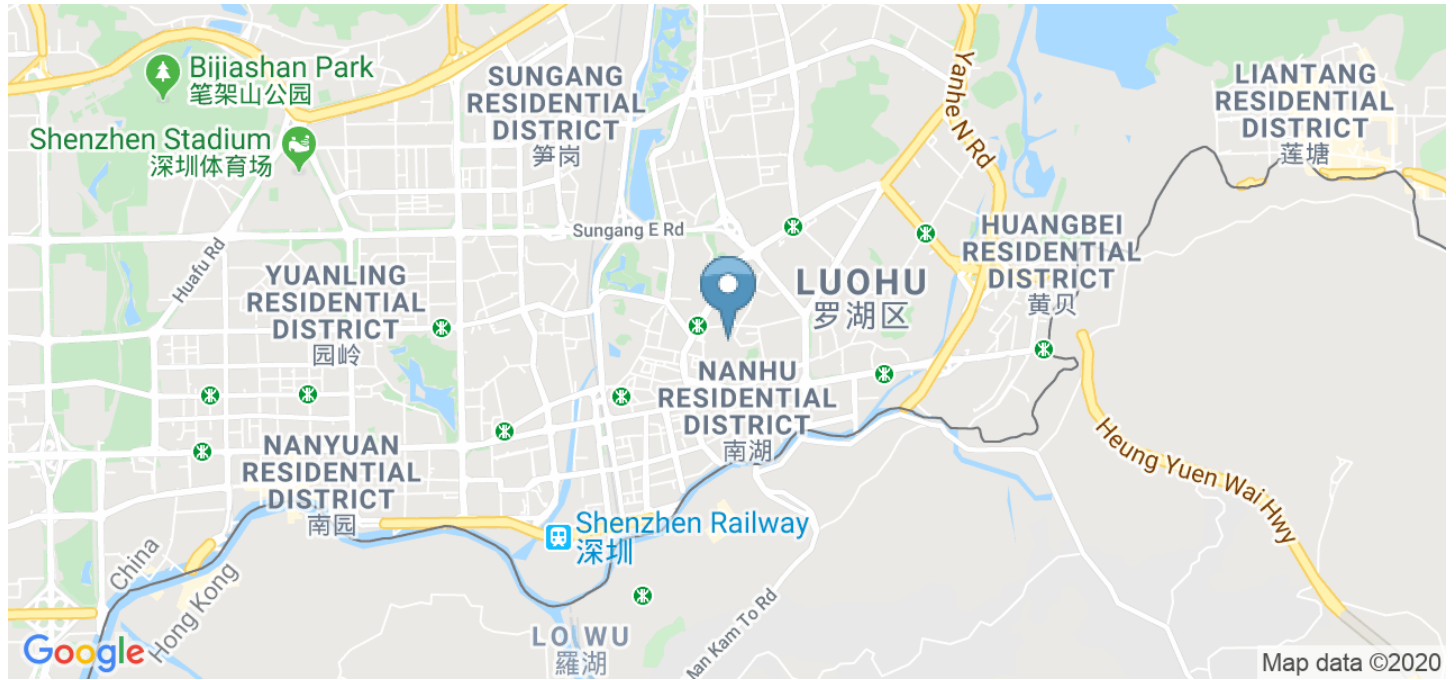 Bijiashan Park
笔架山公园
Shenzhen Stadium
深圳体育场
SUNGANG
RESIDENTIAL
DISTRICT
笋岗
Yanhe N Rd
LIANTANG
RESIDENTIAL
DISTRICT
莲塘
Huafu Rd
Sungang E Rd
HUANGBEI
RESIDENTIAL
DISTRICT
黄贝
YUANLING
RESIDENTIAL
DISTRICT
园岭
LUOHU
罗湖区
NANHU
RESIDENTIAL
DISTRICT
南湖
NANYUAN
RESIDENTIAL
DISTRICT
南园
Heung Yuen Wai Hwy
Shenzhen Railway
深圳
China
Hong Kong
LO WU
羅湖
Man Kam To Rd
Google
Map data ©2020